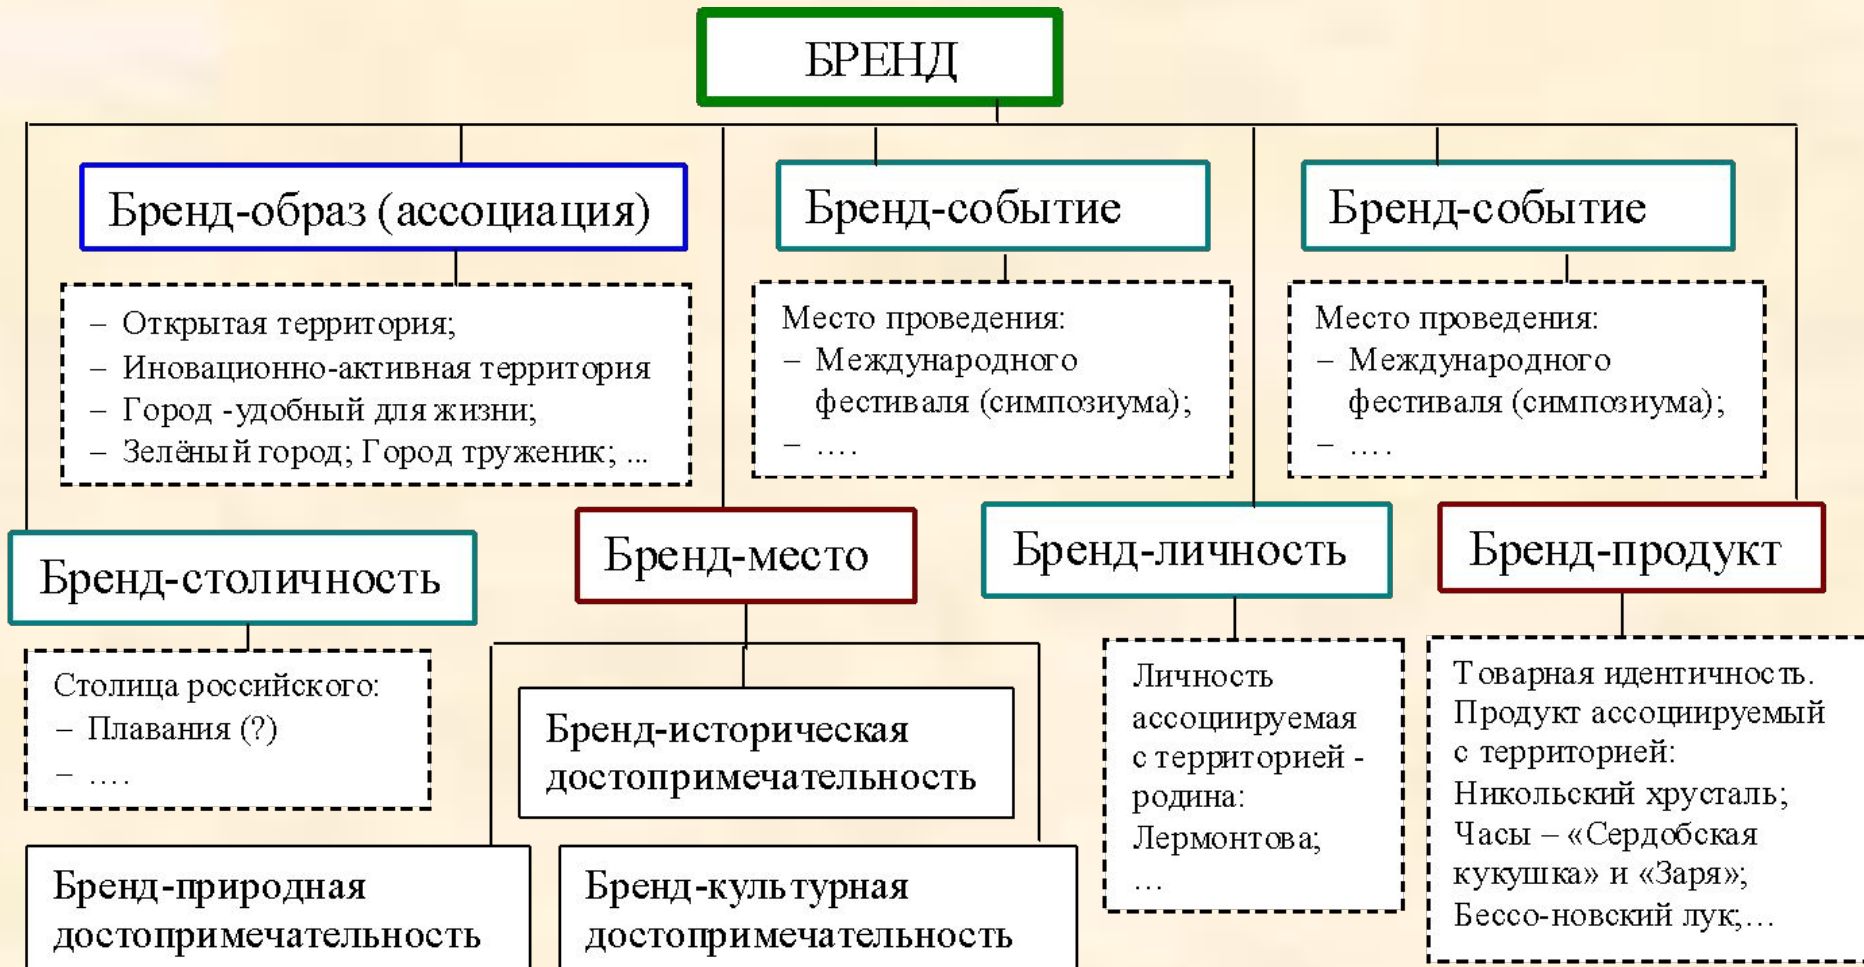 БРЕНД
Бренд-образ (ассоциация)
– Открытая территория;
– Иновационно-активная территория
– Город -удобный для жизни;
– Зелёный город; Город труженик; ...
Бренд-событие
Место проведения:
– Международного
фестиваля (симпозиума);
– ....
Бренд-событие
Место проведения:
– Международного
фестиваля (симпозиума);
– ....
Бренд-столичность
Столица российского:
– Плавания (?)
– ....
Бренд-место
Бренд-историческая
достопримечательность
Бренд-природная
достопримечательность
Бренд-культурная
достопримечательность
Бренд-личность
Личность
ассоциируемая
с территорией -
родина:
Лермонтова;
...
Бренд-продукт
Товарная идентичность.
Продукт ассоциируемый
с территорией:
Никольский хрусталь;
Часы – «Сердобская
кукушка» и «Заря»;
Бессо-новский лук;...